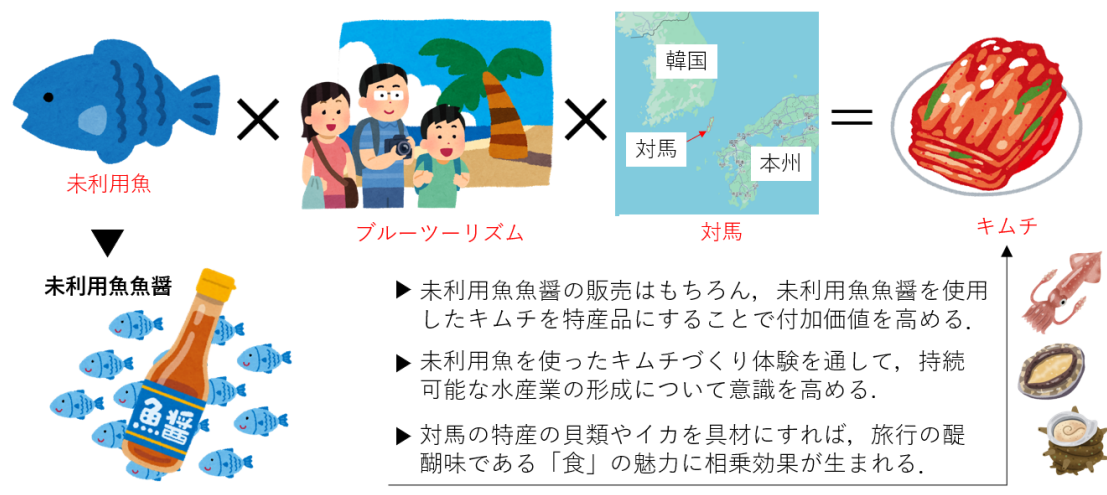 韓国
対馬
本州
未利用魚
ブルーツーリズム
対馬
キムチ
未利用魚魚醤
魚醤
▶ 未利用魚魚醤の販売はもちろん，未利用魚魚醤を使用
したキムチを特産品にすることで付加価値を高める．
▶ 未利用魚を使ったキムチづくり体験を通して，持続
可能な水産業の形成について意識を高める．
▶ 対馬の特産の貝類やイカを具材にすれば，旅行の醍
醐味である「食」の魅力に相乗効果が生まれる．